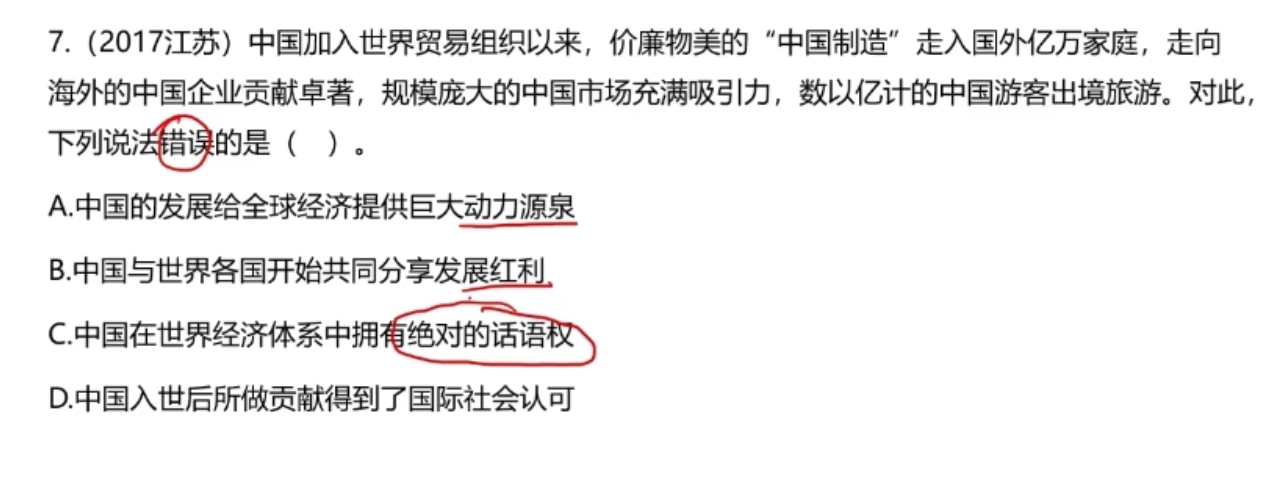 7.（2017江苏）中国加入世界贸易组织以来，价廉物美的“中国制造”走入国外亿万家庭，走向
海外的中国企业贡献卓著，规模庞大的中国市场充满吸引力，数以亿计的中国游客出境旅游。对此，
下列说法错误的是（　）。
A.中国的发展给全球经济提供巨大动力源泉
B.中国与世界各国开始共同分享发展红利
C.中国在世界经济体系中拥有绝对的话语权
D.中国入世后所做贡献得到了国际社会认可